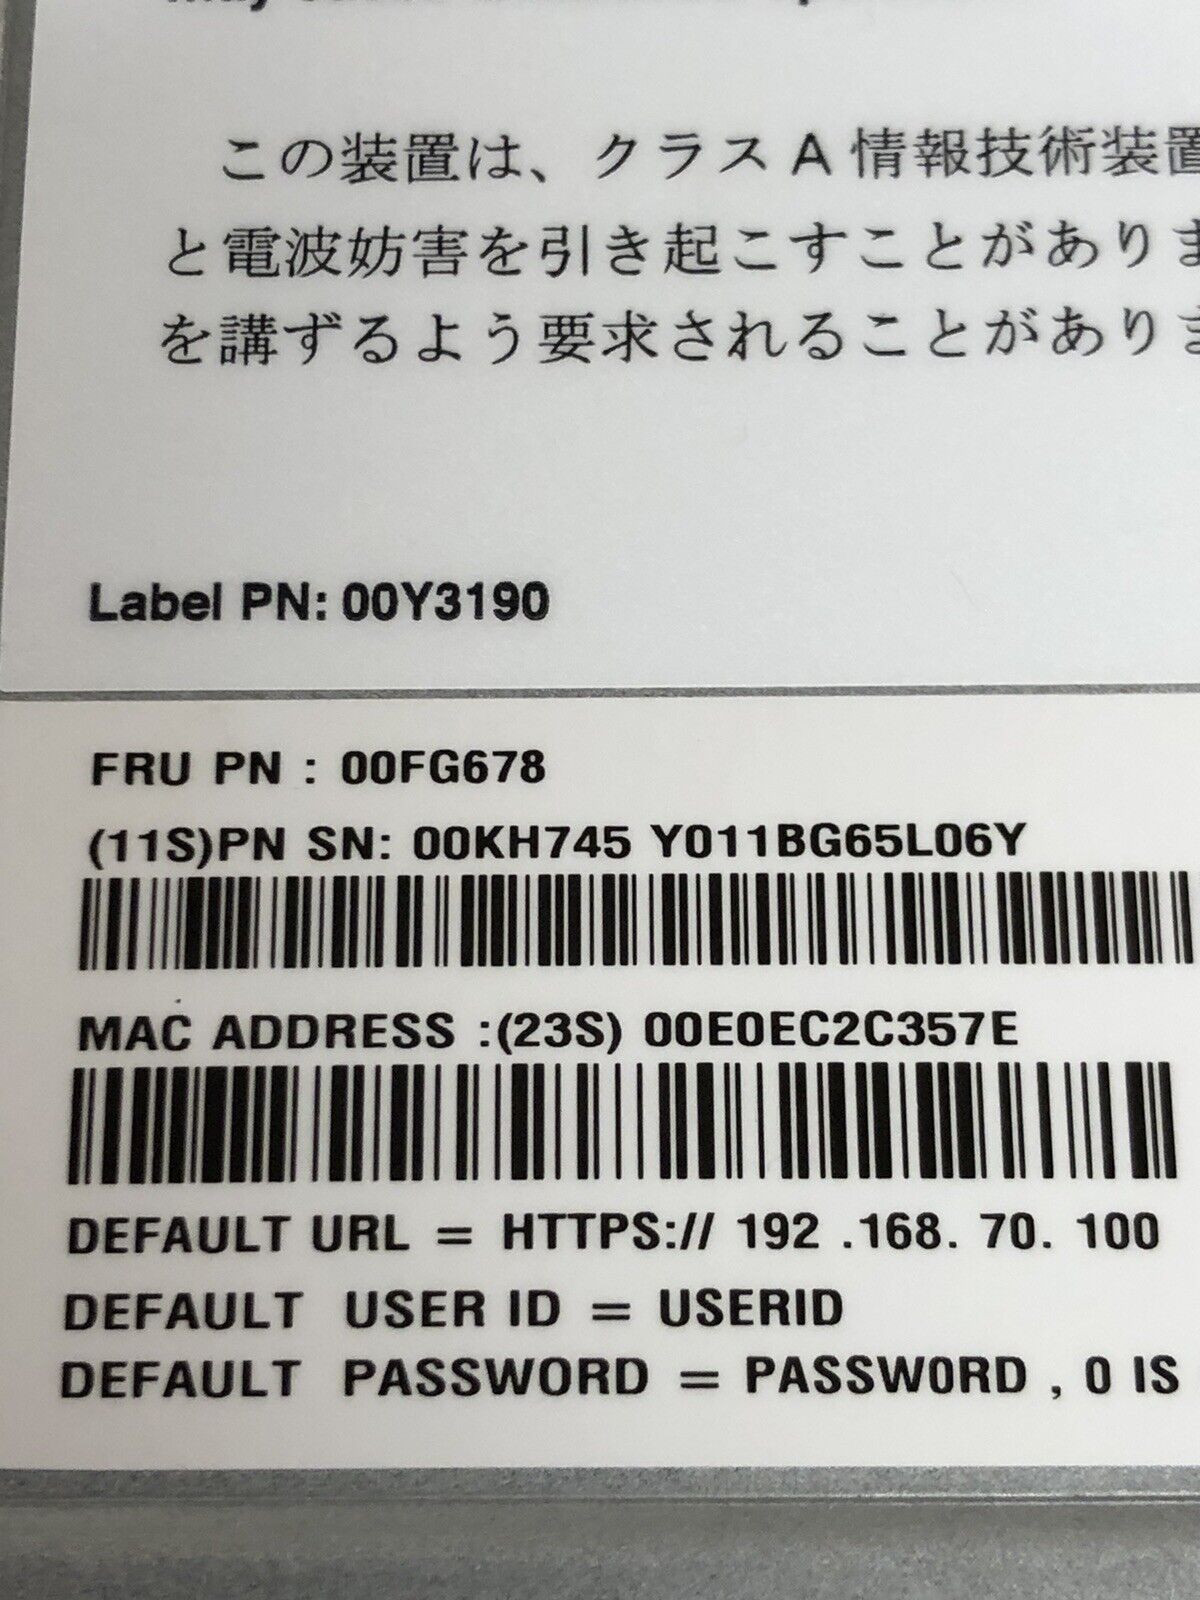 この装置は、クラス A 情報技術装置
と電波妨害を引き起こすことがありま
を講ずるよう要求されることがありま
Label PN: 00Y3190
FRU PN : 00FG678
(11S)PN SN: 00KH745 Y011BG65L06Y
MAC ADDRESS :(23S) 00E0EC2C357E
DEFAULT URL = HTTPS:// 192 .168. 70. 100
DEFAULT USER ID = USERID
DEFAULT PASSWORD = PASSW0RD , 0 IS